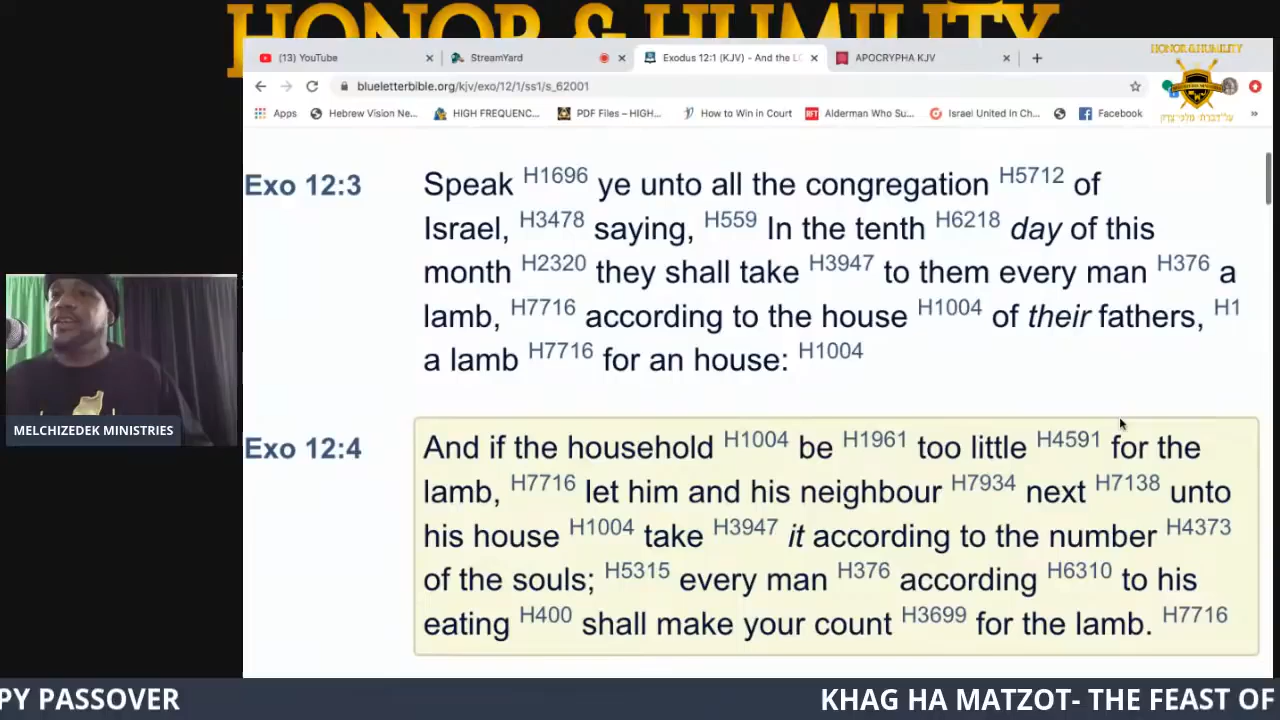 HONOR & HUMILITY
(13) YouTube
StreamYard
Exodus 12:1 (KJV) - And the LO
APOCRYPHA KJV
HONOR & HUMILITY
blueletterbible.org/kjv/exo/12/1/ss1/s_62001
Apps
Hebrew Vision Ne...
HIGH FREQUENC...
PDF Files – HIGH...
How to Win in Court
RFT
Alderman Who Su...
Israel United In Ch...
Facebook
»
Exo 12:3
Speak H1696 ye unto all the congregation H5712 of
Israel, H3478 saying, H559 In the tenth H6218 day of this
month H2320 they shall take H3947 to them every man H376 a
lamb, H7716 according to the house H1004 of their fathers, H1
a lamb H7716 for an house: H1004
MELCHIZEDEK MINISTRIES
Exo 12:4
And if the household H1004 be H1961 too little H4591 for the
lamb, H7716 let him and his neighbour H7934 next H7138 unto
his house H1004 take H3947 it according to the number H4373
of the souls; H5315 every man H376 according H6310 to his
eating H400 shall make your count H3699 for the lamb. H7716
PY PASSOVER
KHAG HA MATZOT- THE FEAST OF